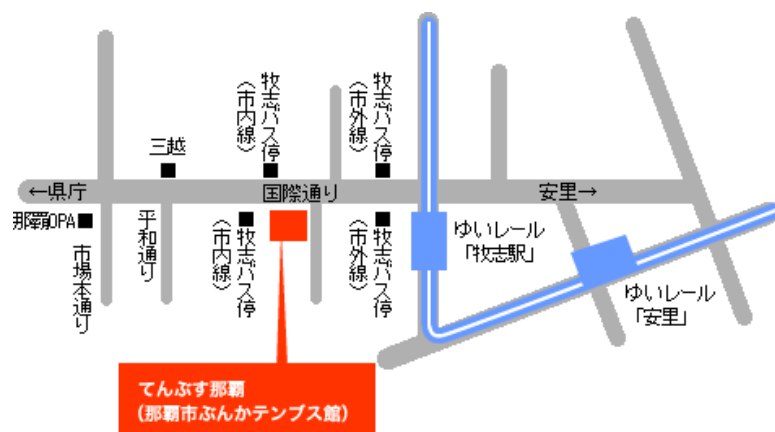 牧志バス停
（市内線）
牧志バス停
（市外線）
三越
←県庁
国際通り
安里→
那覇OPA
市場本通り
平和通り
牧志バス停
（市内線）
牧志バス停
（市外線）
ゆいレール
「牧志駅」
ゆいレール
「安里」
てんぶす那覇
（那覇市ぶんかテンブス館）